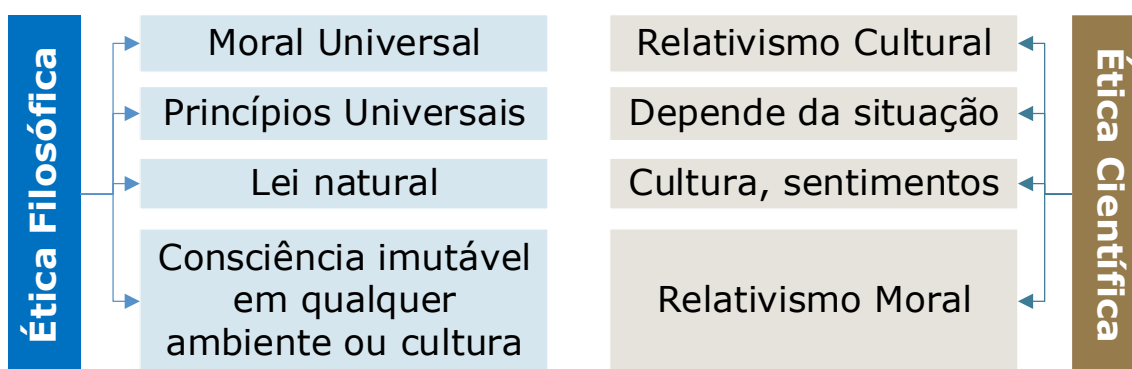 Ética Filosófica
Moral Universal
Princípios Universais
Lei natural
Consciência imutável
em qualquer
ambiente ou cultura
Relativismo Cultural
Depende da situação
Cultura, sentimentos
Relativismo Moral
Ética Científica